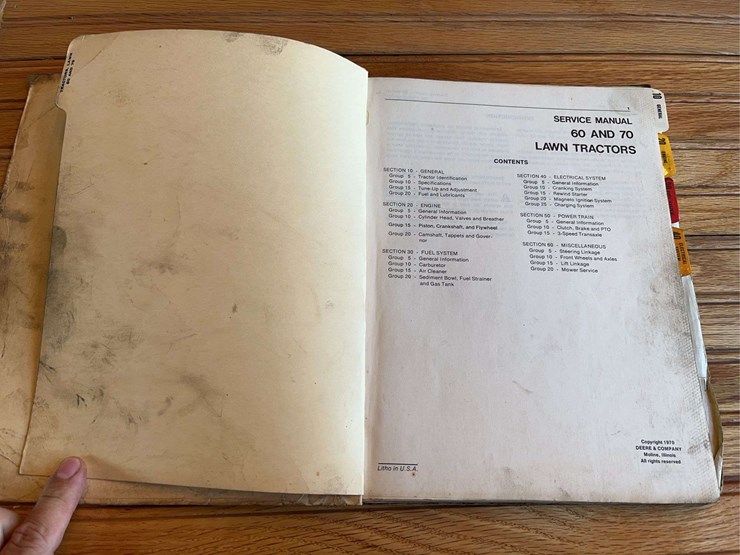 1
SERVICE MANUAL
60 AND 70
LAWN TRACTORS
CONTENTS
SECTION 10 - GENERAL
Group 5 - Tractor Identification
Group 10 - Specifications
Group 15 - Tune-Up and Adjustment
Group 20 - Fuel and Lubricants
SECTION 20 - ENGINE
Group 5 - General Information
Group 10 - Cylinder Head, Valves and Breather
Group 15 - Piston, Crankshaft, and Flywheel
Group 20 - Camshaft, Tappets and Gover-
nor
SECTION 30 - FUEL SYSTEM
Group 5 - General Information
Group 10 - Carburetor
Group 15 - Air Cleaner
Group 20 - Sediment Bowl, Fuel Strainer
and Gas Tank
SECTION 40 - ELECTRICAL SYSTEM
Group 5 - General Information
Group 10 - Cranking System
Group 15 - Rewind Starter
Group 20 - Magneto Ignition System
Group 25 - Charging System
SECTION 50 - POWER TRAIN
Group 5 - General Information
Group 10 - Clutch, Brake and PTO
Group 15 - 3-Speed Transaxle
SECTION 60 - MISCELLANEOUS
Group 5 - Steering Linkage
Group 10 - Front Wheels and Axles
Group 15 - Lift Linkage
Group 20 - Mower Service
Litho in U.S.A.
Copyright 1970
DEERE & COMPANY
Moline, Illinois
All rights reserved
10
GENERAL